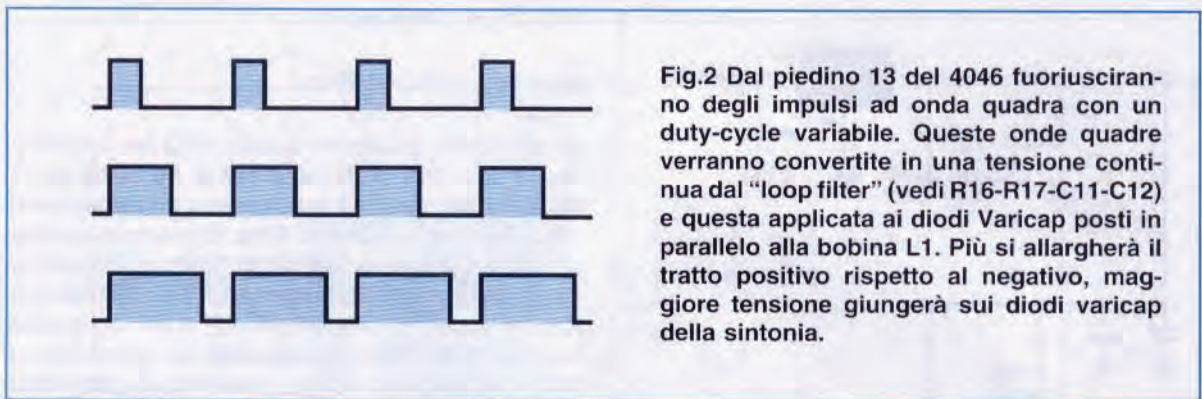 Fig.2 Dal piedino 13 del 4046 fuoriusciran-
no degli impulsi ad onda quadra con un
duty-cycle variabile. Queste onde quadre
verranno convertite in una tensione conti-
nua dal “loop filter” (vedi R16-R17-C11-C12)
e questa applicata ai diodi Varicap posti in
parallelo alla bobina L1. Più si allargherà il
tratto positivo rispetto al negativo, mag-
giore tensione giungerà sui diodi varicap
della sintonia.